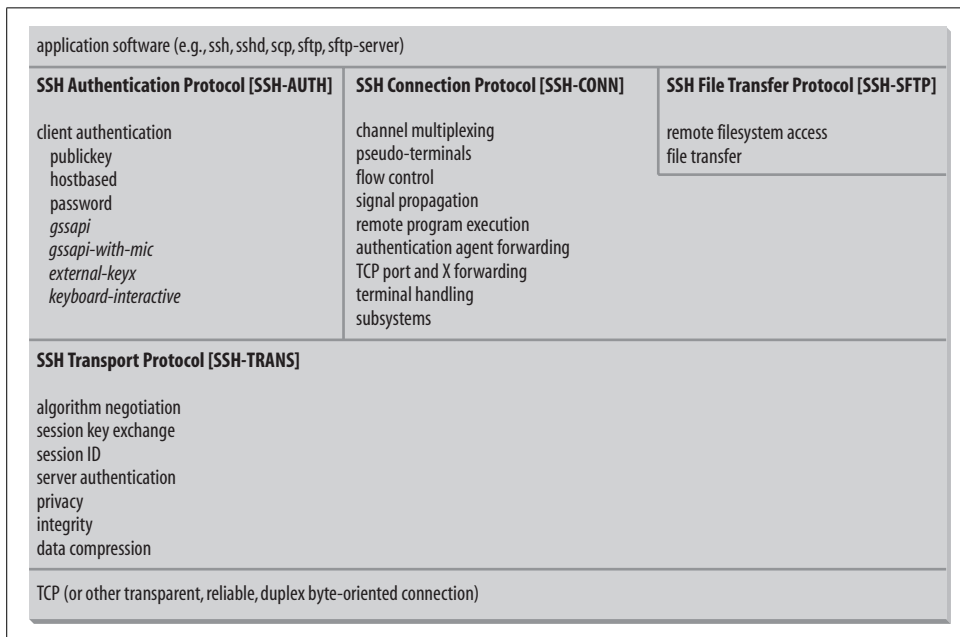 application software (e.g., ssh, sshd, scp, sftp, sftp-server)
SSH Authentication Protocol [SSH-AUTH]
client authentication
publickey
hostbased
password
gssapi
gssapi-with-mic
external-keyx
keyboard-interactive
SSH Connection Protocol [SSH-CONN]
channel multiplexing
pseudo-terminals
flow control
signal propagation
remote program execution
authentication agent forwarding
TCP port and X forwarding
terminal handling
subsystems
SSH File Transfer Protocol [SSH-SFTP]
remote filesystem access
file transfer
SSH Transport Protocol [SSH-TRANS]
algorithm negotiation
session key exchange
session ID
server authentication
privacy
integrity
data compression
TCP (or other transparent, reliable, duplex byte-oriented connection)